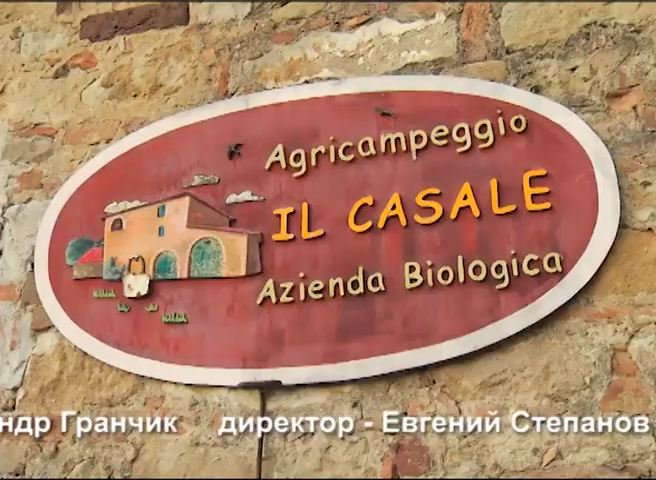 Agricampeggio
IL CASALE
Azienda Biologica
ндр Гранчик директор - Евгений Степанов